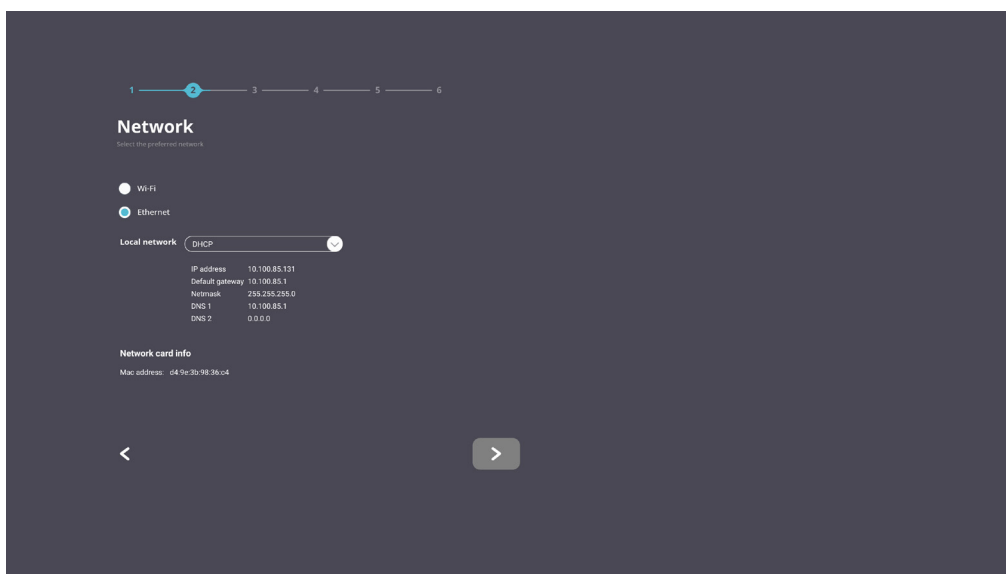 1 2 3 4 5 6
Network
Select the preferred network
Wi-Fi
Ethernet
Local network DHCP
IP address 10.100.85.131
Default gateway 10.100.85.1
Netmask 255.255.255.0
DNS 1 10.100.85.1
DNS 2 0.0.0.0
Network card info
Mac address: d4:9e:3b:98:36:c4